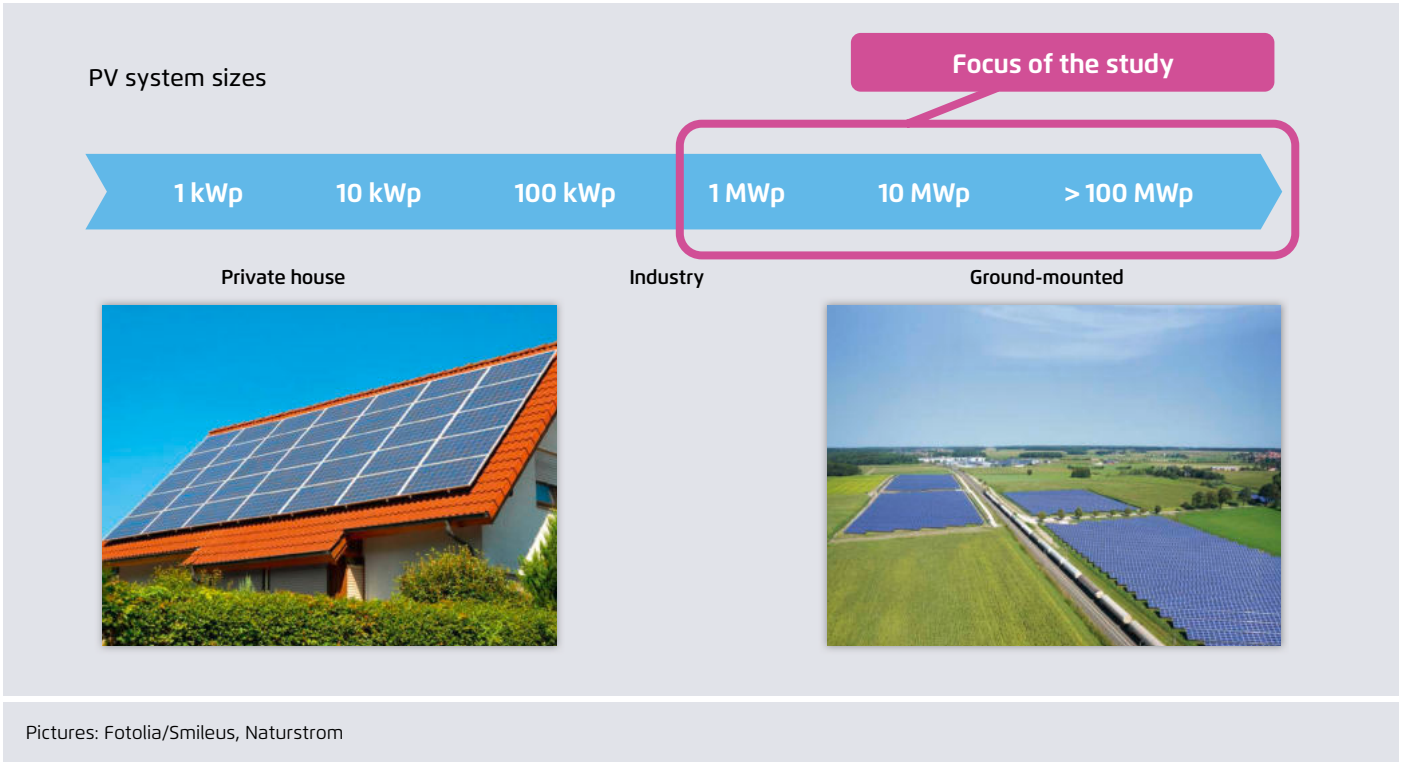 PV system sizes
Focus of the study
1 kWp 10 kWp 100 kWp 1 MWp 10 MWp > 100 MWp
Private house Industry Ground-mounted
Pictures: Fotolia/Smileus, Naturstrom